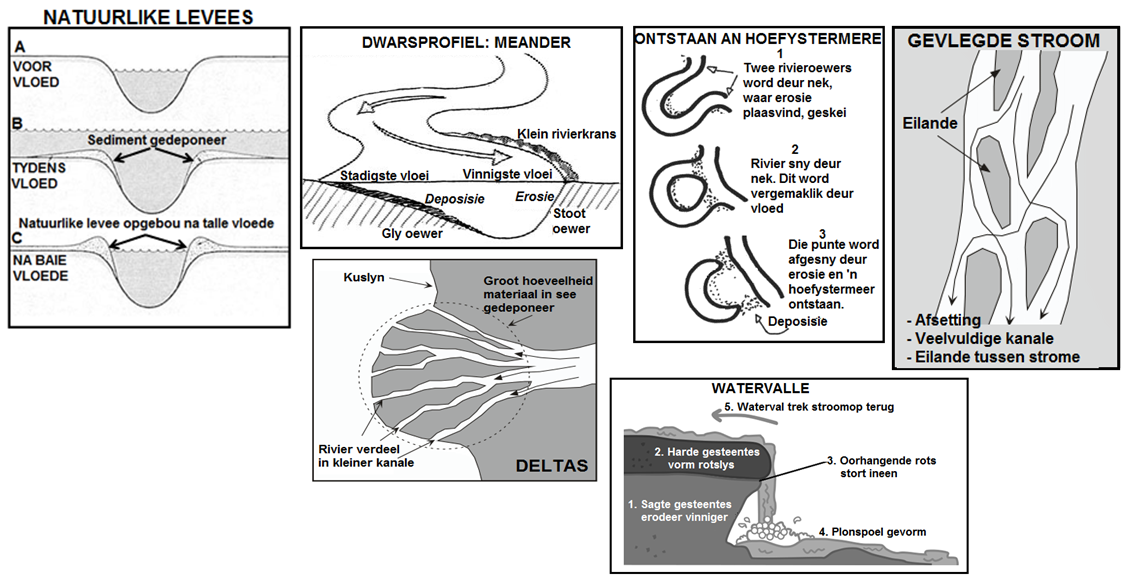 NATUURLIKE LEVEES
A
VOOR
VLOED
B
Sediment gedeponeer
TYDENS
VLOED
Natuurlike levee opgebou na talle vloede
C
NA BAIE
VLOEDE
DWARSPROFIEL: MEANDER
Klein rivierkrans
Stadigste vloei
Vinnigste vloei
Deposisie
Erosie
Stoot
oewer
Gly oewer
ONTSTAAN AN HOEFYSTERMERE
1
Twee rivieroewers
word deur nek,
waar erosie
plaasvind, geskei
2
Rivier sny deur
nek. Dit word
vergemaklik deur
vloed
3
Die punte word
afgesny deur
erosie en 'n
hoefystermeer
ontstaan.
Deposisie
GEVLEGDE STROOM
Eilande
- Afsetting
- Veelvuldige kanale
- Eilande tussen strome
Kuslyn
Groot hoeveelheid
materiaal in see
gedeponeer
Rivier verdeel
in kleiner kanale
DELTAS
WATERVALLE
5. Waterval trek stroomop terug
2. Harde gesteentes
vorm rotslys
3. Oorhangende rots
stort ineen
1. Sagte gesteentes
erodeer vinniger
4. Plonspoel gevorm